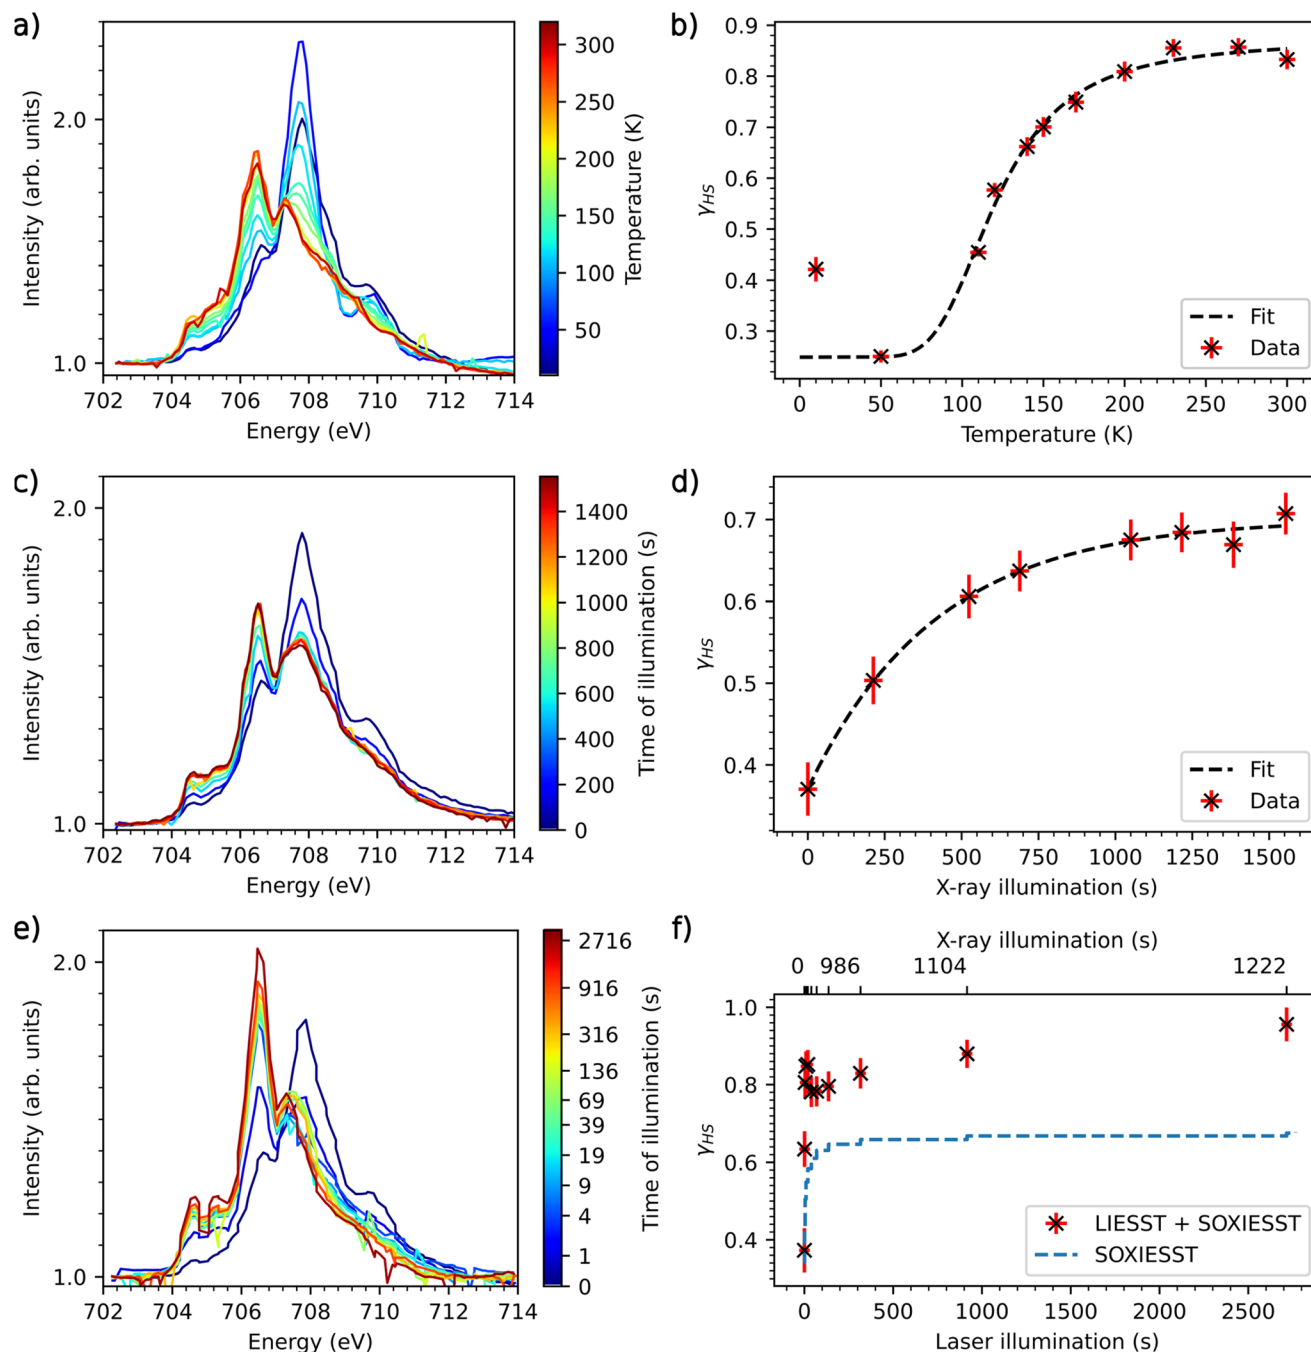 a)
2.0
1.0
Intensity (arb. units)
702 704 706 708 710 712 714
Energy (eV)
300
250
200
150
100
50
Temperature (K)
b)
0.9
0.8
0.7
0.6
0.5
0.4
0.3
γHS
Fit
Data
0 50 100 150 200 250 300
Temperature (K)
c)
2.0
1.0
Intensity (arb. units)
702 704 706 708 710 712 714
Energy (eV)
1400
1200
1000
800
600
400
200
0
Time of illumination (s)
d)
0.7
0.6
0.5
0.4
γHS
Fit
Data
0 250 500 750 1000 1250 1500
X-ray illumination (s)
e)
2.0
1.0
Intensity (arb. units)
702 704 706 708 710 712 714
Energy (eV)
2716
916
316
136
69
39
19
9
4
1
0
Time of illumination (s)
f)
X-ray illumination (s)
0 986 1104 1222
1.0
0.8
0.6
0.4
γHS
LIESST + SOXIESST
SOXIESST
0 500 1000 1500 2000 2500
Laser illumination (s)